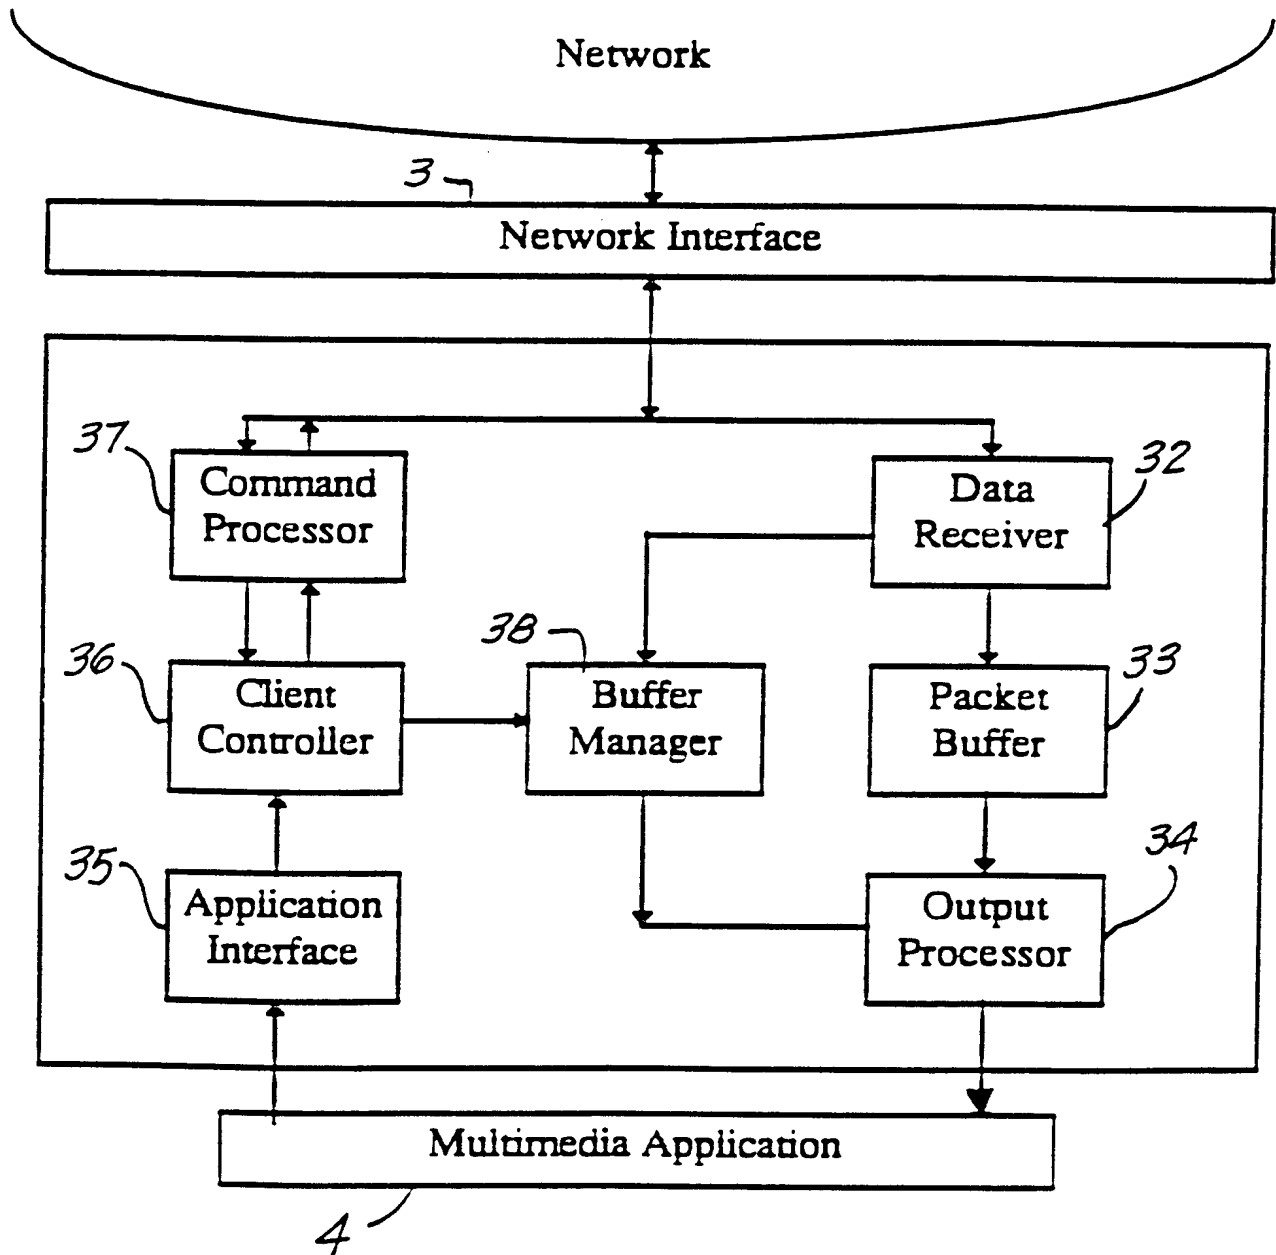 Network
3
Network Interface
37
Command
Processor
32
Data
Receiver
36
Client
Controller
38
Buffer
Manager
33
Packet
Buffer
35
Application
Interface
34
Output
Processor
Multimedia Application
4